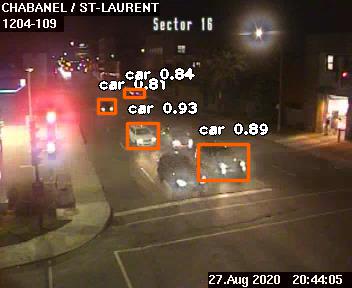 CHABANEL / ST-LAURENT
1204-109
Sector 16
car 0.84
car 0.81
car 0.93
car 0.89
27.Aug 2020 20:44:05